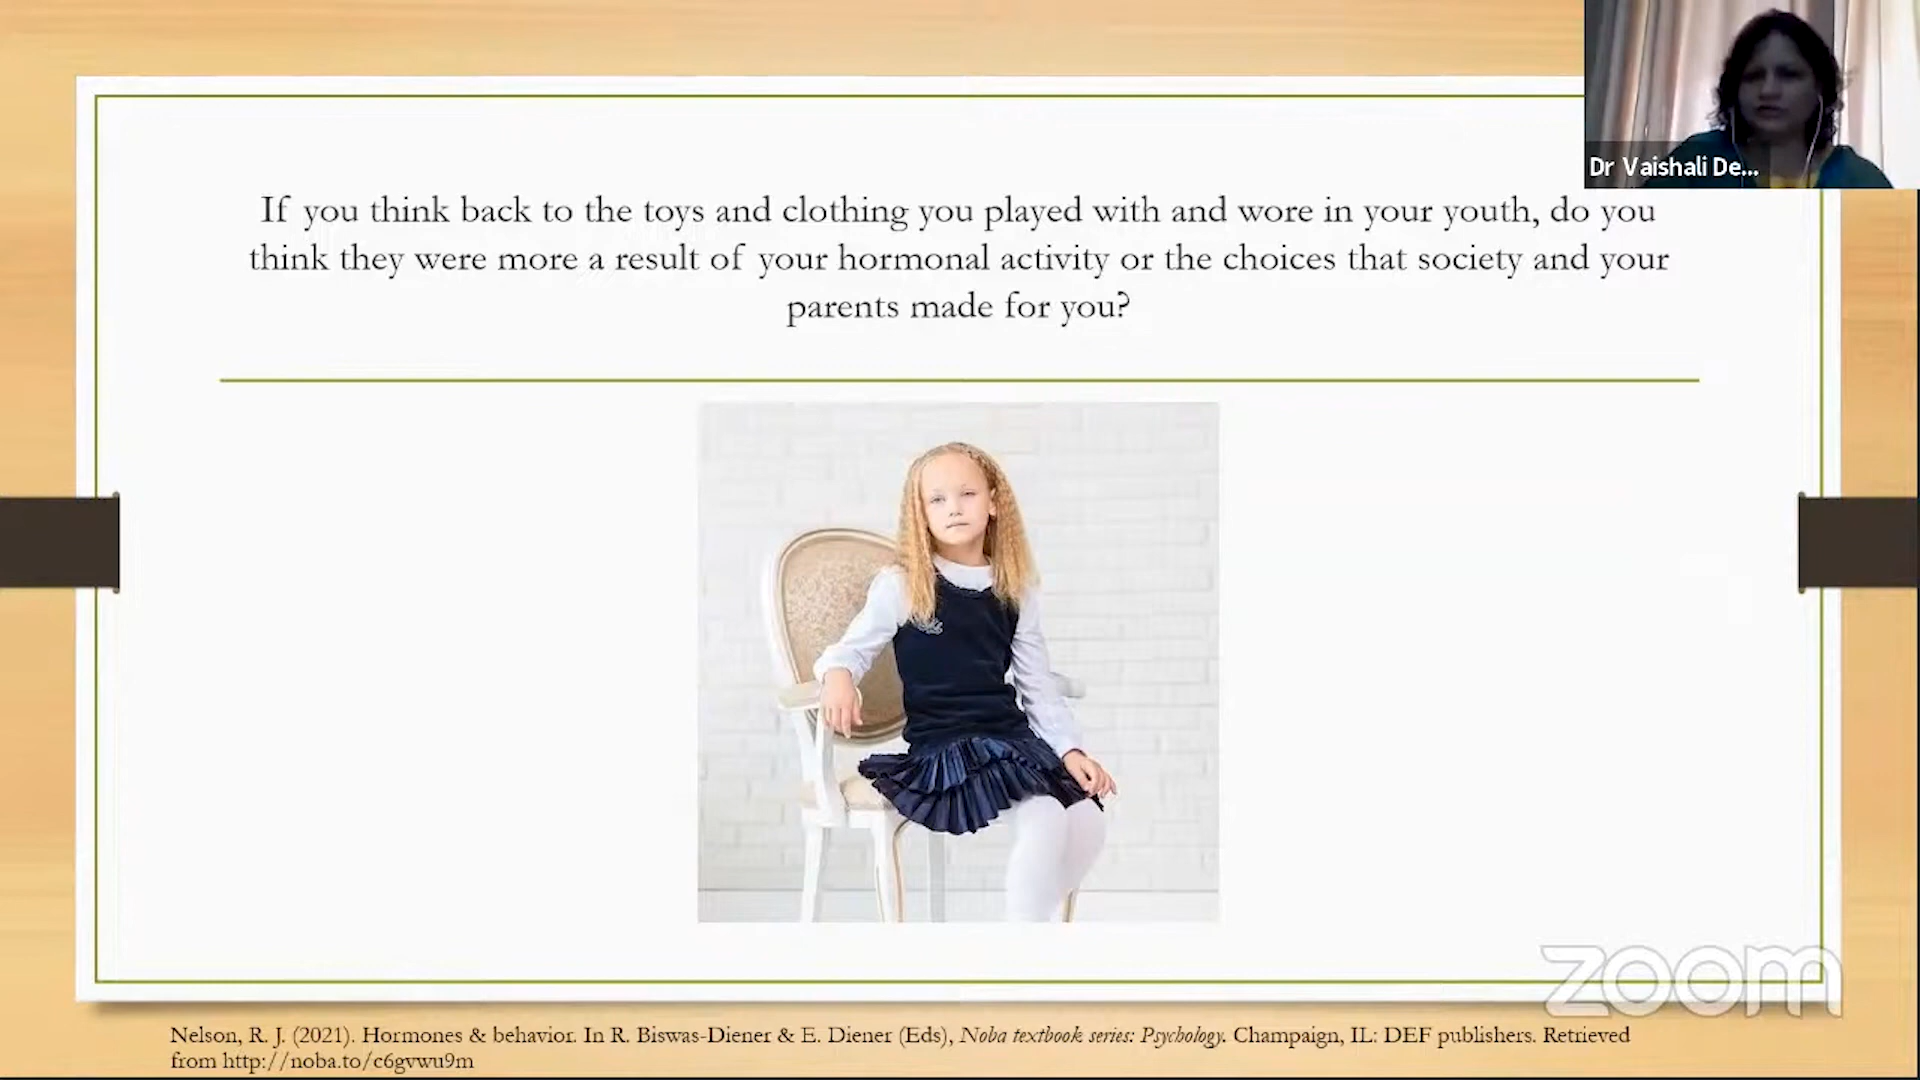 Dr Vaishali De...
If you think back to the toys and clothing you played with and wore in your youth, do you
think they were more a result of your hormonal activity or the choices that society and your
parents made for you?
zoom
Nelson, R. J. (2021). Hormones & behavior. In R. Biswas-Diener & E. Diener (Eds), Noba textbook series: Psychology. Champaign, IL: DEF publishers. Retrieved
from http://noba.to/c6gvwu9m